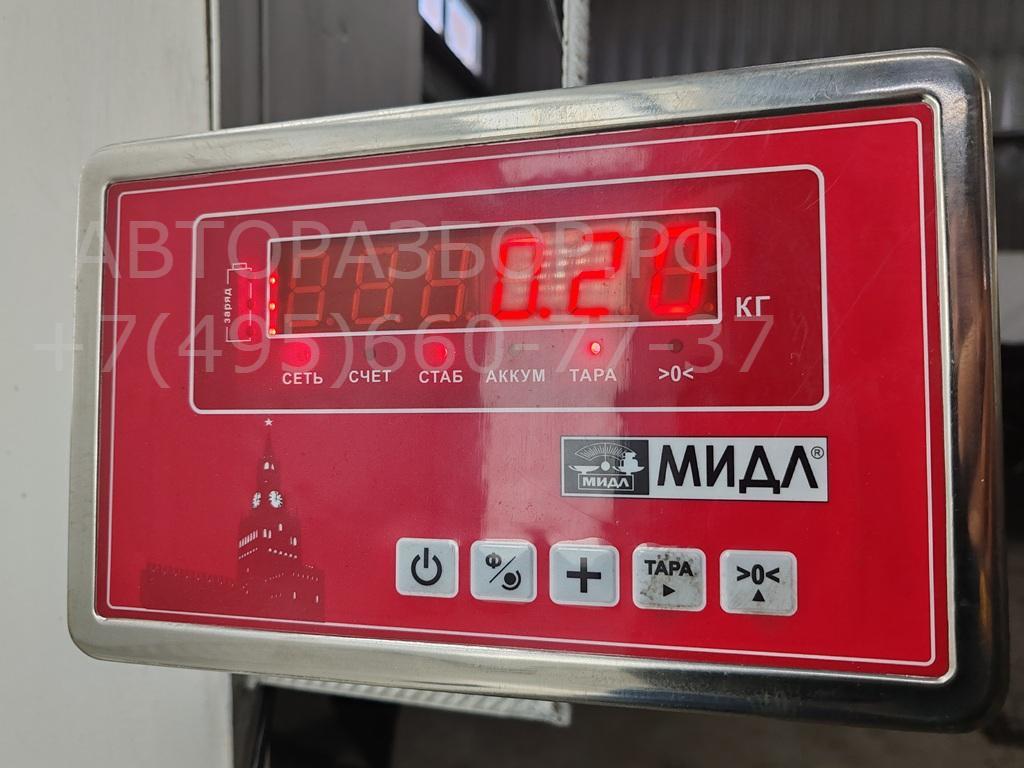 АВТОРАЗБОР.РФ
0.20
КГ
заряд
+7(495)660-77-37
СЕТЬ СЧЕТ СТАБ АККУМ ТАРА >0<
МИДЛ МИДЛ®
Ф + ТАРА >0<